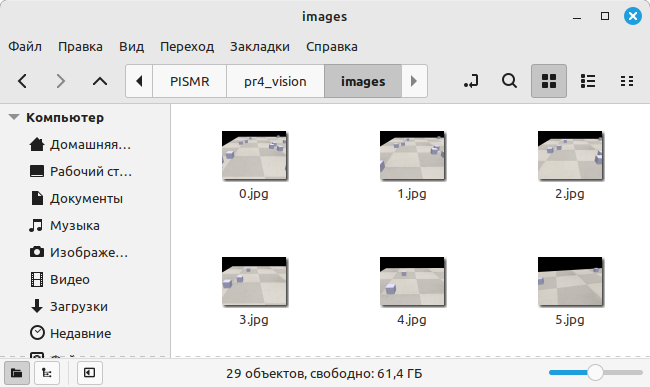 images
Файл Правка Вид Переход Закладки Справка
PISMR pr4_vision images
Компьютер
Домашняя...
Рабочий ст...
Документы
Музыка
Изображе...
Видео
Загрузки
Недавние
0.jpg 1.jpg 2.jpg
3.jpg 4.jpg 5.jpg
29 объектов, свободно: 61,4 ГБ